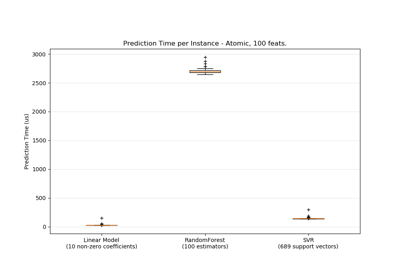 Prediction Time per Instance - Atomic, 100 feats.
3000
2500
2000
1500
1000
500
0
Prediction Time (us)
Linear Model
(10 non-zero coefficients)
RandomForest
(100 estimators)
SVR
(689 support vectors)